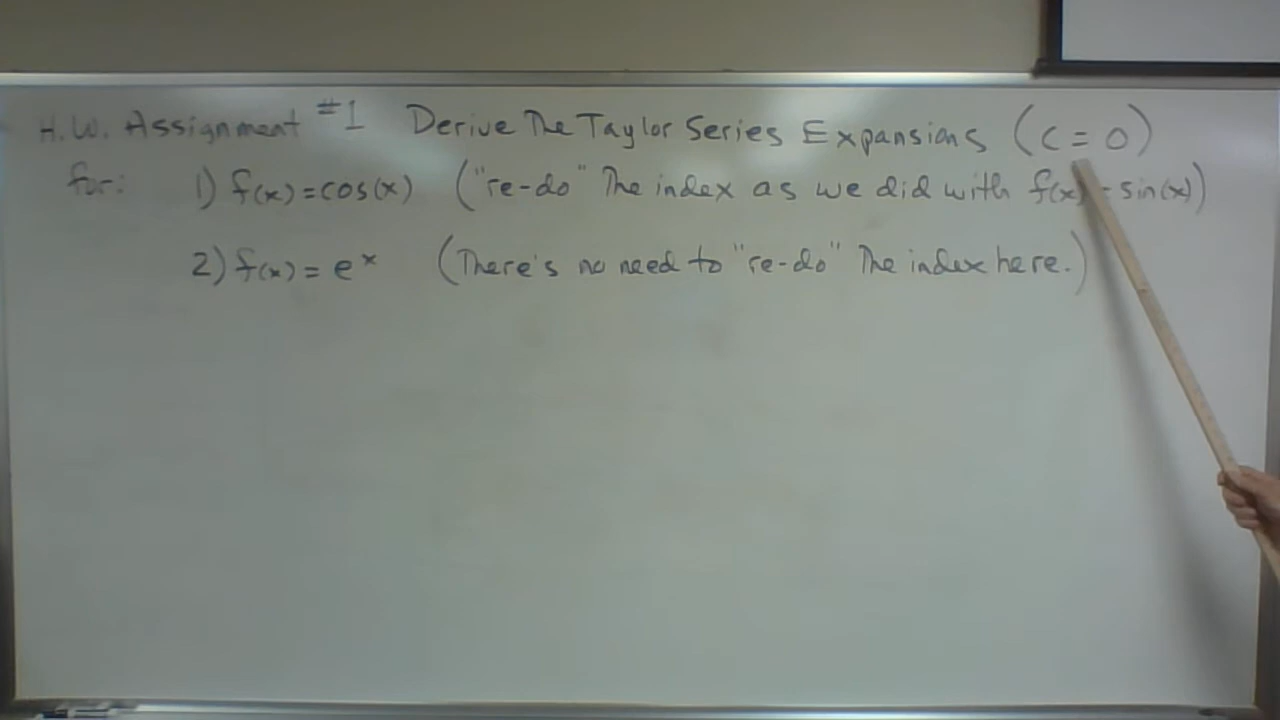 H.W. Assignment #1 Derive The Taylor Series Expansions (c=0)
for: 1) f(x)=cos(x) ("re-do" The index as we did with f(x) = sin(x))
2) f(x) = e^x (There's no need to "re-do" The index here.)